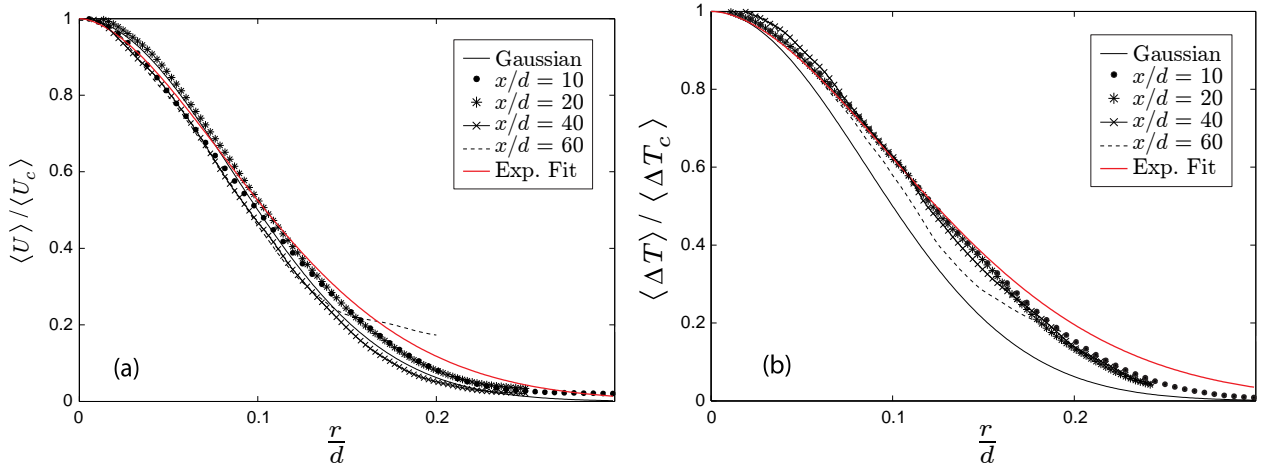 1
0.8
0.6
0.4
0.2
0
0
0.1
0.2
⟨U⟩ / ⟨U_c⟩
r/d
(a)
Gaussian
x/d = 10
x/d = 20
x/d = 40
x/d = 60
Exp. Fit
1
0.8
0.6
0.4
0.2
0
0
0.1
0.2
⟨ΔT⟩ / ⟨ΔT_c⟩
r/d
(b)
Gaussian
x/d = 10
x/d = 20
x/d = 40
x/d = 60
Exp. Fit